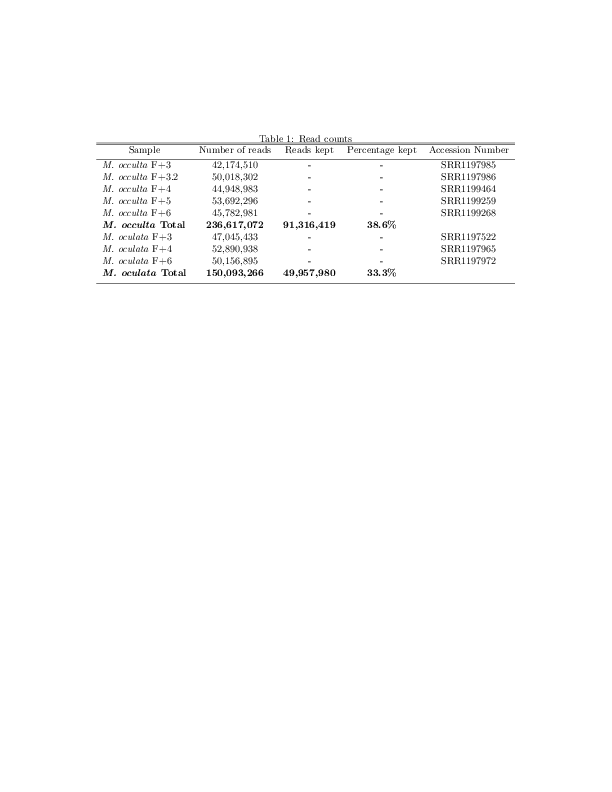 Table 1: Read counts
Sample Number of reads Reads kept Percentage kept Accession Number
M. occulta F+3 42,174,510 - - SRR1197985
M. occulta F+3.2 50,018,302 - - SRR1197986
M. occulta F+4 44,948,983 - - SRR1199464
M. occulta F+5 53,692,296 - - SRR1199259
M. occulta F+6 45,782,981 - - SRR1199268
M. occulta Total 236,617,072 91,316,419 38.6%
M. oculata F+3 47,045,433 - - SRR1197522
M. oculata F+4 52,890,938 - - SRR1197965
M. oculata F+6 50,156,895 - - SRR1197972
M. oculata Total 150,093,266 49,957,980 33.3%